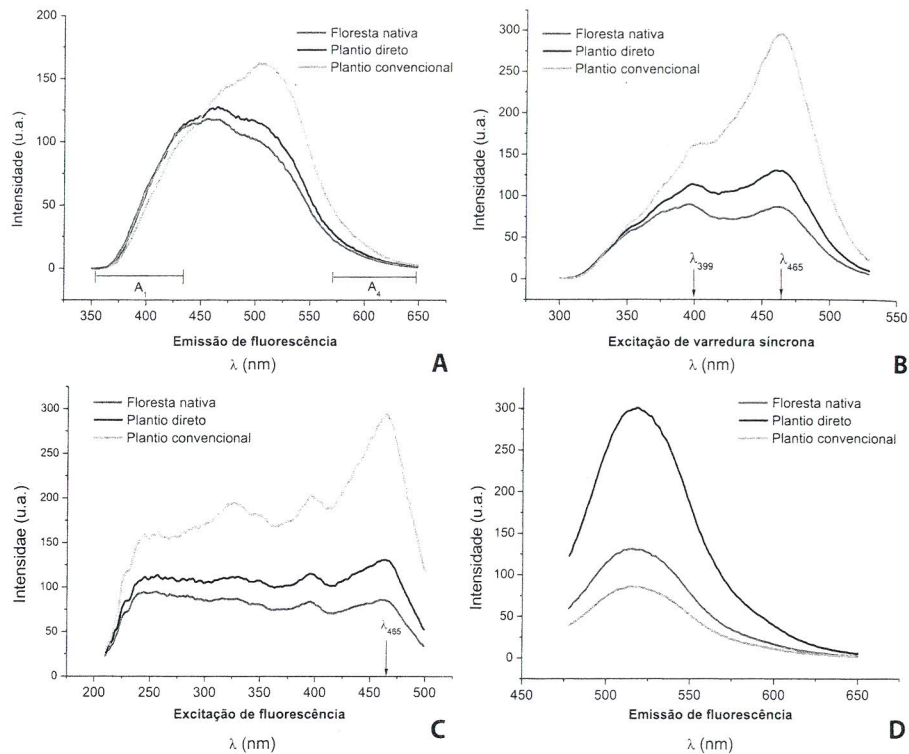 200
150
100
50
0
Intensidade (u.a.)
Floresta nativa
Plantio direto
Plantio convencional
A1
A4
350 400 450 500 550 600 650
Emissão de fluorescência
λ (nm)
A
300
250
200
150
100
50
0
Intensidade (u.a.)
Floresta nativa
Plantio direto
Plantio convencional
λ399
λ465
300 350 400 450 500 550
Excitação de varredura síncrona
λ (nm)
B
300
250
200
150
100
50
0
Intensidae (u.a.)
Floresta nativa
Plantio direto
Plantio convencional
λ465
200 250 300 350 400 450 500
Excitação de fluorescência
λ (nm)
C
300
250
200
150
100
50
0
Intensidade (u.a.)
Floresta nativa
Plantio direto
Plantio convencional
450 500 550 600 650
Emissão de fluorescência
λ (nm)
D